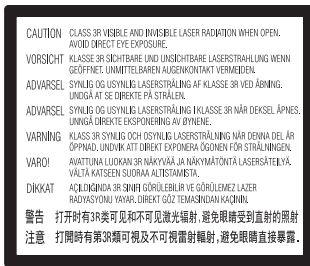 CAUTION CLASS 3R VISIBLE AND INVISIBLE LASER RADIATION WHEN OPEN.
AVOID DIRECT EYE EXPOSURE.
VORSICHT KLASSE 3R SICHTBARE UND UNSICHTBARE LASERSTRAHLUNG WENN
GEÖFFNET. UNMITTELBAREN AUGENKONTAKT VERMEIDEN.
ADVARSEL SYNLIG OG USYNLIG LASERSTRÅLING AF KLASSE 3R VED ÅBNING.
UNDGÅ AT SE DIREKTE PÅ STRÅLEN.
ADVARSEL SYNLIG OG USYNLIG LASERSTRÅLING I KLASSE 3R NÅR DEKSEL ÅPNES.
UNNGÅ DIREKTE EKSPONERING AV ØYNENE.
VARNING KLASS 3R SYNLIG OCH OSYNLIG LASERSTRÅLNING NÄR DENNA DEL ÄR
ÖPPNAD. UNDVIK ATT DIREKT EXPONERA ÖGONEN FÖR STRÅLNINGEN.
VARO! AVATTUNA LUOKAN 3R NÄKYVÄÄ JA NÄKYMÄTÖNTÄ LASERSÄTEILYÄ.
VÄLTÄ KATSEEN SUORAA ALTISTAMISTA.
DİKKAT AÇILDIĞINDA 3R SINIFI GÖRÜLEBİLİR VE GÖRÜLEMEZ LAZER
RADYASYONU YAYAR. DİREKT GÖZ TEMASINDAN KAÇININ.
警告 打开时有3R类可见和不可见激光辐射,避免眼睛受到直射的照射
注意 打開時有第3R類可視及不可視雷射輻射,避免眼睛直接暴露.